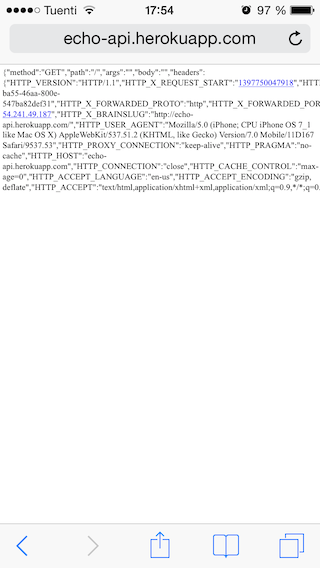 Tuenti 17:54 97 %
echo-api.herokuapp.com
{"method":"GET","path":"/","args":"","body":"","headers":
{"HTTP_VERSION":"HTTP/1.1","HTTP_X_REQUEST_START":"1397750047918","HTT
ba55-46aa-800e-
547ba82def31","HTTP_X_FORWARDED_PROTO":"http","HTTP_X_FORWARDED_POR
54.241.49.187","HTTP_X_BRAINSLUG":"http://echo-
api.herokuapp.com/","HTTP_USER_AGENT":"Mozilla/5.0 (iPhone; CPU iPhone OS 7_1
like Mac OS X) AppleWebKit/537.51.2 (KHTML, like Gecko) Version/7.0 Mobile/11D167
Safari/9537.53","HTTP_PROXY_CONNECTION":"keep-alive","HTTP_PRAGMA":"no-
cache","HTTP_HOST":"echo-
api.herokuapp.com","HTTP_CONNECTION":"close","HTTP_CACHE_CONTROL":"max-
age=0","HTTP_ACCEPT_LANGUAGE":"en-us","HTTP_ACCEPT_ENCODING":"gzip,
deflate","HTTP_ACCEPT":"text/html,application/xhtml+xml,application/xml;q=0.9,*/*;q=0.